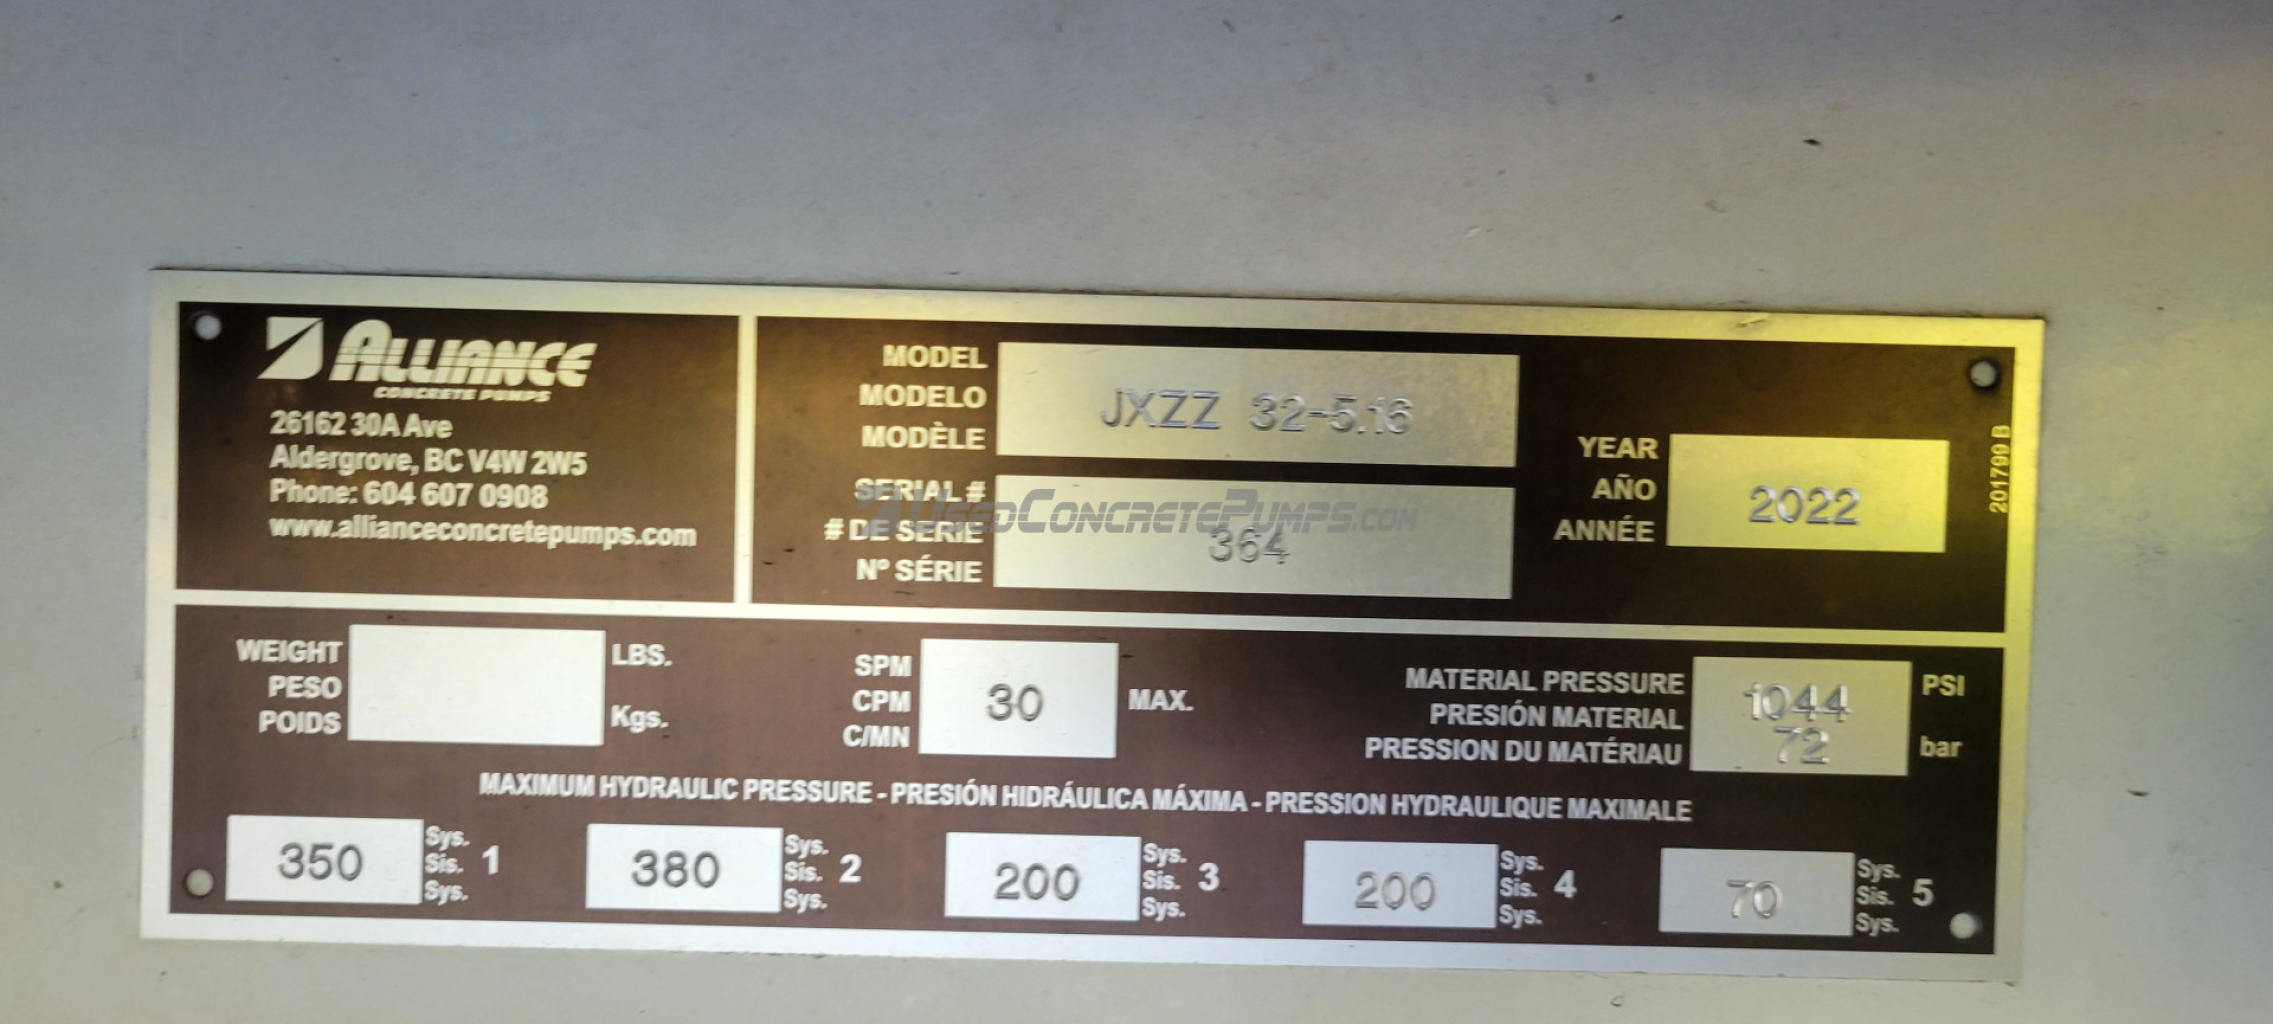 ALLIANCE
CONCRETE PUMPS
26162 30A Ave
Aldergrove, BC V4W 2W5
Phone: 604 607 0908
www.allianceconcretepumps.com
MODEL
MODELO
MODÈLE
JXZZ 32-5.16
SERIAL #
# DE SERIE
Nº SÉRIE
364
USEDCONCRETEPUMPS.COM
YEAR
AÑO
ANNÉE
2022
201799 B
WEIGHT
PESO
POIDS
LBS.
Kgs.
SPM
CPM
C/MN
30
MAX.
MATERIAL PRESSURE
PRESIÓN MATERIAL
PRESSION DU MATÉRIAU
1044 PSI
72 bar
MAXIMUM HYDRAULIC PRESSURE - PRESIÓN HIDRÁULICA MÁXIMA - PRESSION HYDRAULIQUE MAXIMALE
350
Sys.
Sis. 1
Sys.
380
Sys.
Sis. 2
Sys.
200
Sys.
Sis. 3
Sys.
200
Sys.
Sis. 4
Sys.
70
Sys.
Sis. 5
Sys.